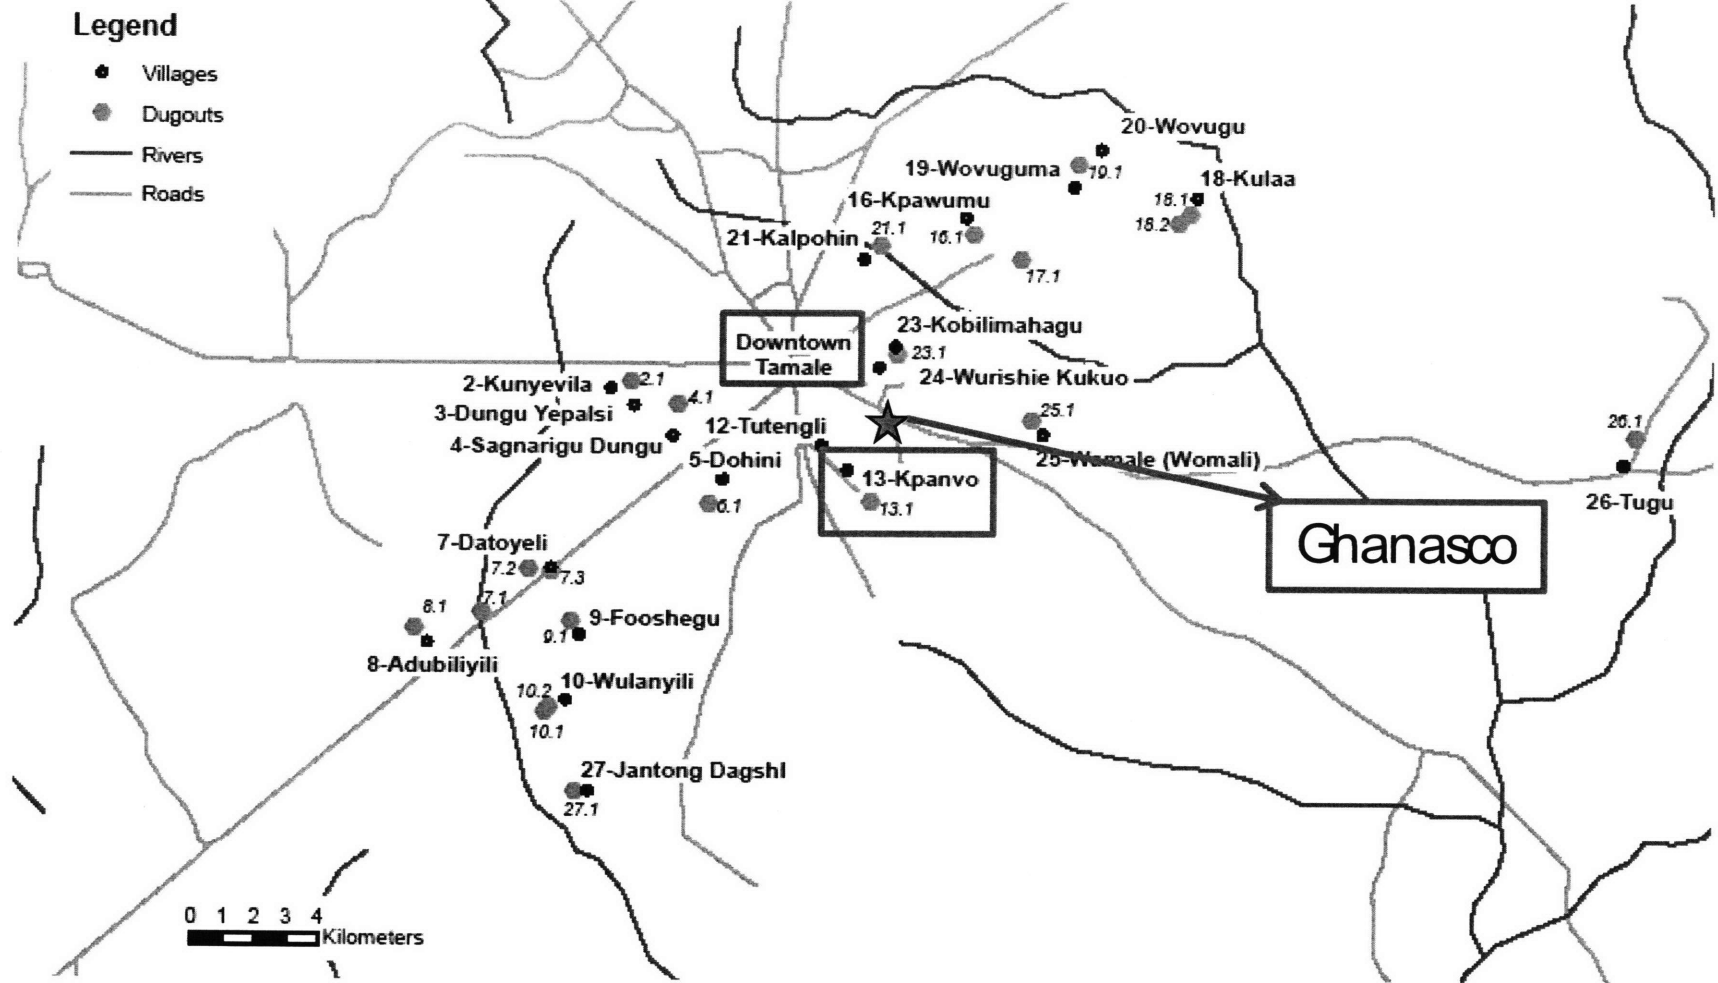 Legend
Villages
Dugouts
Rivers
Roads
20-Wovugu
19-Wovuguma
19.1
18-Kulaa
18.1
18.2
16-Kpawumu
16.1
21.1
21-Kalpohin
17.1
23-Kobilimahagu
23.1
Downtown
Tamale
24-Wurishie Kukuo
2-Kunyevila
2.1
3-Dungu Yepalsi
4.1
4-Sagnarigu Dungu
12-Tutengli
25.1
25-Wamale (Womali)
26.1
26-Tugu
5-Dohini
13-Kpanvo
13.1
Ghanasco
7-Datoyeli
7.2
7.3
7.1
8.1
8-Adubiliyili
9-Fooshegu
9.1
10-Wulanyili
10.2
10.1
27-Jantong DagshI
27.1
0 1 2 3 4
Kilometers